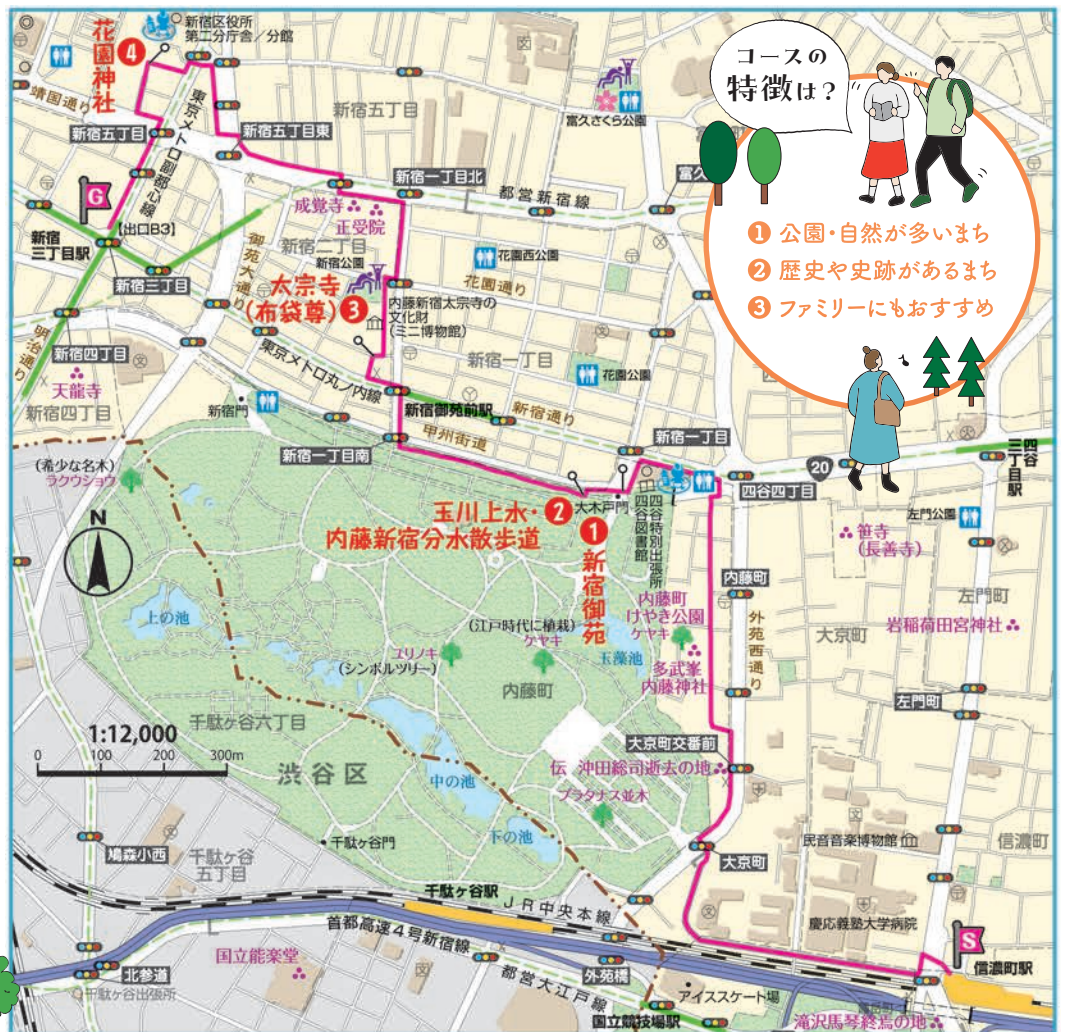 コースの
特徴は?
❶ 公園・自然が多いまち
❷ 歴史や史跡があるまち
❸ ファミリーにもおすすめ
花園神社
4
新宿区役所
第二分庁舎/分館
靖国通り
新宿五丁目
東京メトロ副都心線
新宿五丁目
新宿五丁目東
富久さくら公園
G
新宿一丁目北
都営新宿線
富久
成覚寺
正受院
【出口B3】
新宿
三丁目駅
新宿二丁目
新宿公園
御苑大通り
花園西公園
花園通り
新宿三丁目
太宗寺
(布袋尊)
3
内藤新宿太宗寺の
文化財
(ミニ博物館)
明治通り
新宿四丁目
天龍寺
新宿四丁目
東京メトロ丸ノ内線
新宿一丁目
花園公園
新宿門
新宿御苑前駅
新宿通り
甲州街道
新宿一丁目南
新宿一丁目
20
四谷四丁目
四谷
三丁目駅
(希少な名木)
ラクウショウ
N
玉川上水・
内藤新宿分水散歩道
2
大木戸門
1
新宿御苑
四谷特別出張所
四谷図書館
左門公園
笹寺
(長善寺)
内藤町
内藤町
けやき公園
ケヤキ
外苑西通り
大京町
左門町
岩稲荷田宮神社
上の池
(江戸時代に植栽)
ケヤキ
ユリノキ
(シンボルツリー)
玉藻池
多武峯
内藤神社
内藤町
左門町
千駄ヶ谷六丁目
1:12,000
0 100 200 300m
渋谷区
大京町交番前
伝 沖田総司逝去の地
中の池
プラタナス並木
下の池
千駄ヶ谷門
民音音楽博物館
信濃町
鳩森小西
千駄ヶ谷
五丁目
大京町
千駄ヶ谷駅
JR中央本線
首都高速4号新宿線
慶応義塾大学病院
S
信濃町駅
国立能楽堂
北参道
千駄ヶ谷出張所
都営大江戸線
外苑橋
アイススケート場
国立競技場駅
滝沢馬琴終焉の地